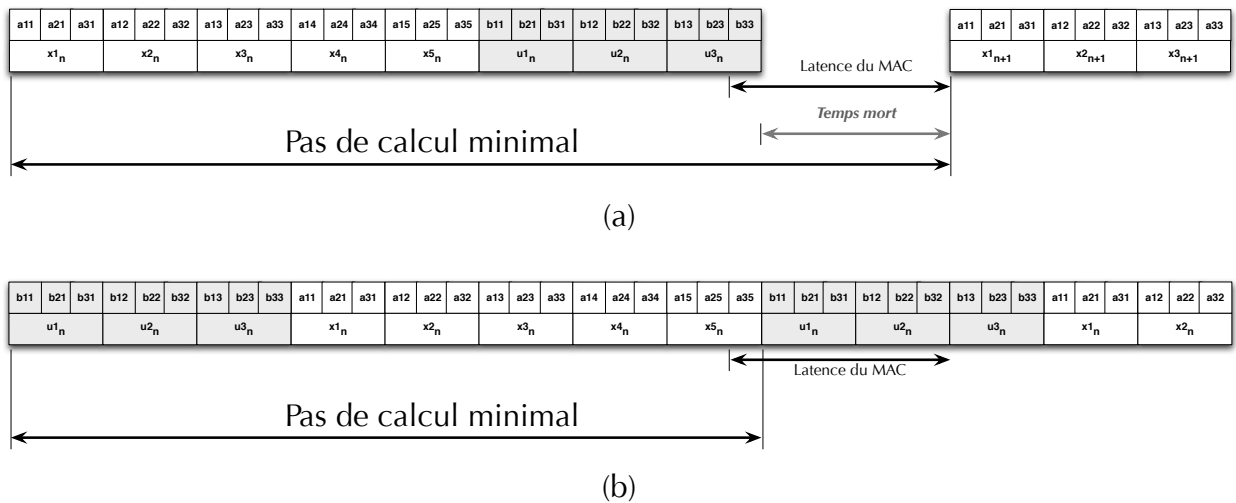 a11 a21 a31 a12 a22 a32 a13 a23 a33 a14 a24 a34 a15 a25 a35 b11 b21 b31 b12 b22 b32 b13 b23 b33 a11 a21 a31 a12 a22 a32 a13 a23 a33
x1n x2n x3n x4n x5n u1n u2n u3n x1n+1 x2n+1 x3n+1
Latence du MAC
Temps mort
Pas de calcul minimal
(a)
b11 b21 b31 b12 b22 b32 b13 b23 b33 a11 a21 a31 a12 a22 a32 a13 a23 a33 a14 a24 a34 a15 a25 a35 b11 b21 b31 b12 b22 b32 b13 b23 b33 a11 a21 a31 a12 a22 a32
u1n u2n u3n x1n x2n x3n x4n x5n u1n u2n u3n x1n x2n
Latence du MAC
Pas de calcul minimal
(b)